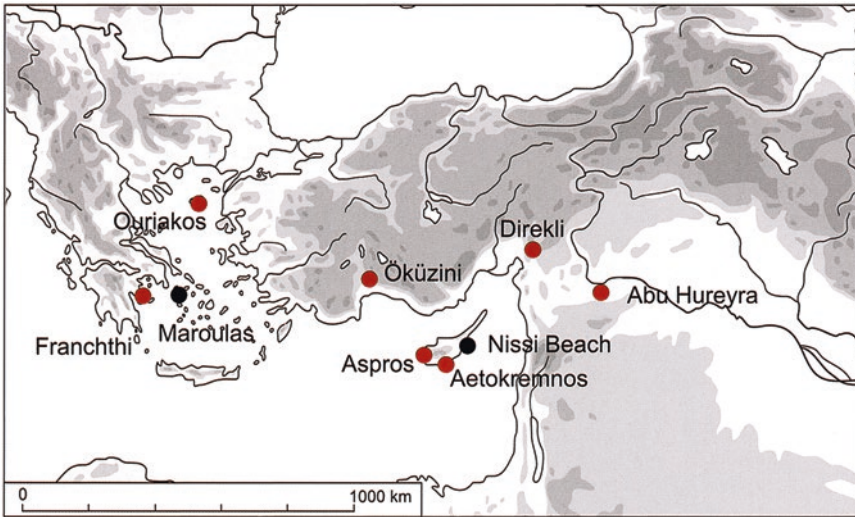 Ouriakos
Direkli
Öküzini
Abu Hureyra
Maroulas
Franchthi
Nissi Beach
Aspros
Aetokremnos
0
1000 km